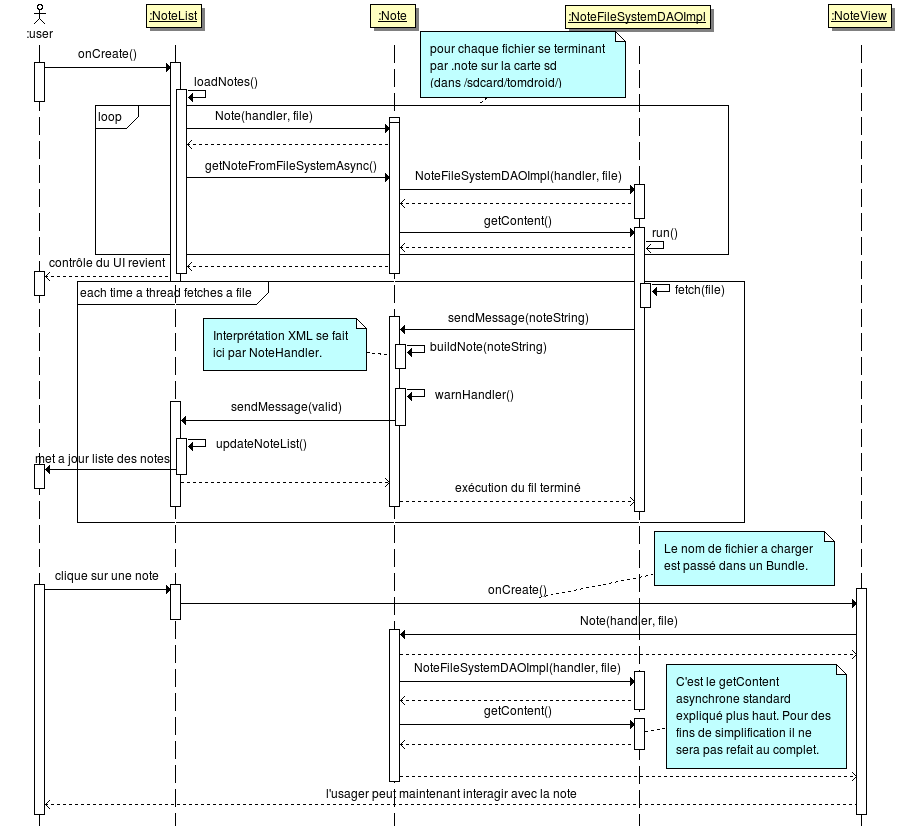 :user
:NoteList
:Note
:NoteFileSystemDAOImpl
:NoteView
pour chaque fichier se terminant
par .note sur la carte sd
(dans /sdcard/tomdroid/)
onCreate()
loadNotes()
loop
Note(handler, file)
getNoteFromFileSystemAsync()
NoteFileSystemDAOImpl(handler, file)
getContent()
run()
contrôle du UI revient
each time a thread fetches a file
fetch(file)
sendMessage(noteString)
Interprétation XML se fait
ici par NoteHandler.
buildNote(noteString)
warnHandler()
sendMessage(valid)
updateNoteList()
met a jour liste des notes
exécution du fil terminé
Le nom de fichier a charger
est passé dans un Bundle.
clique sur une note
onCreate()
Note(handler, file)
NoteFileSystemDAOImpl(handler, file)
getContent()
C'est le getContent
asynchrone standard
expliqué plus haut. Pour des
fins de simplification il ne
sera pas refait au complet.
l'usager peut maintenant interagir avec la note